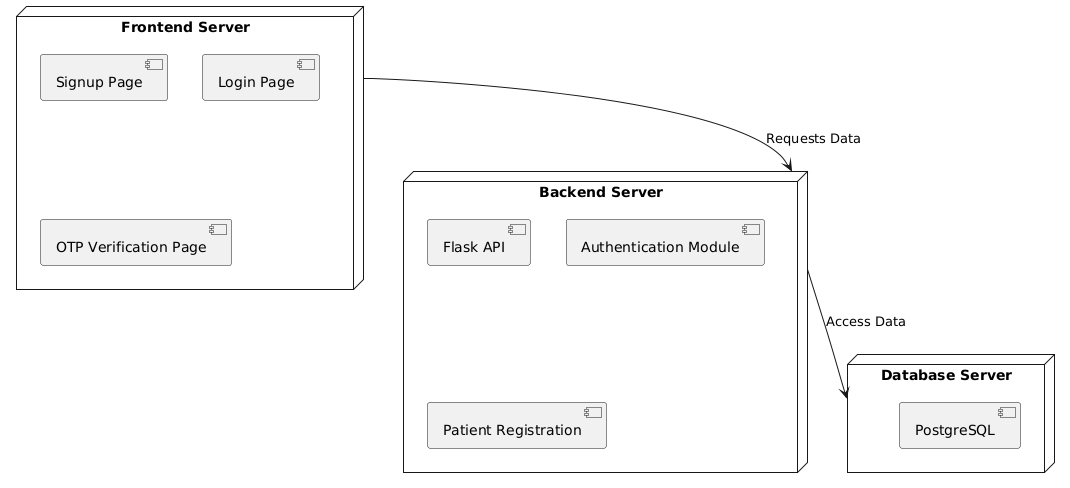 Frontend Server
Signup Page
Login Page
OTP Verification Page
Requests Data
Backend Server
Flask API
Authentication Module
Patient Registration
Access Data
Database Server
PostgreSQL